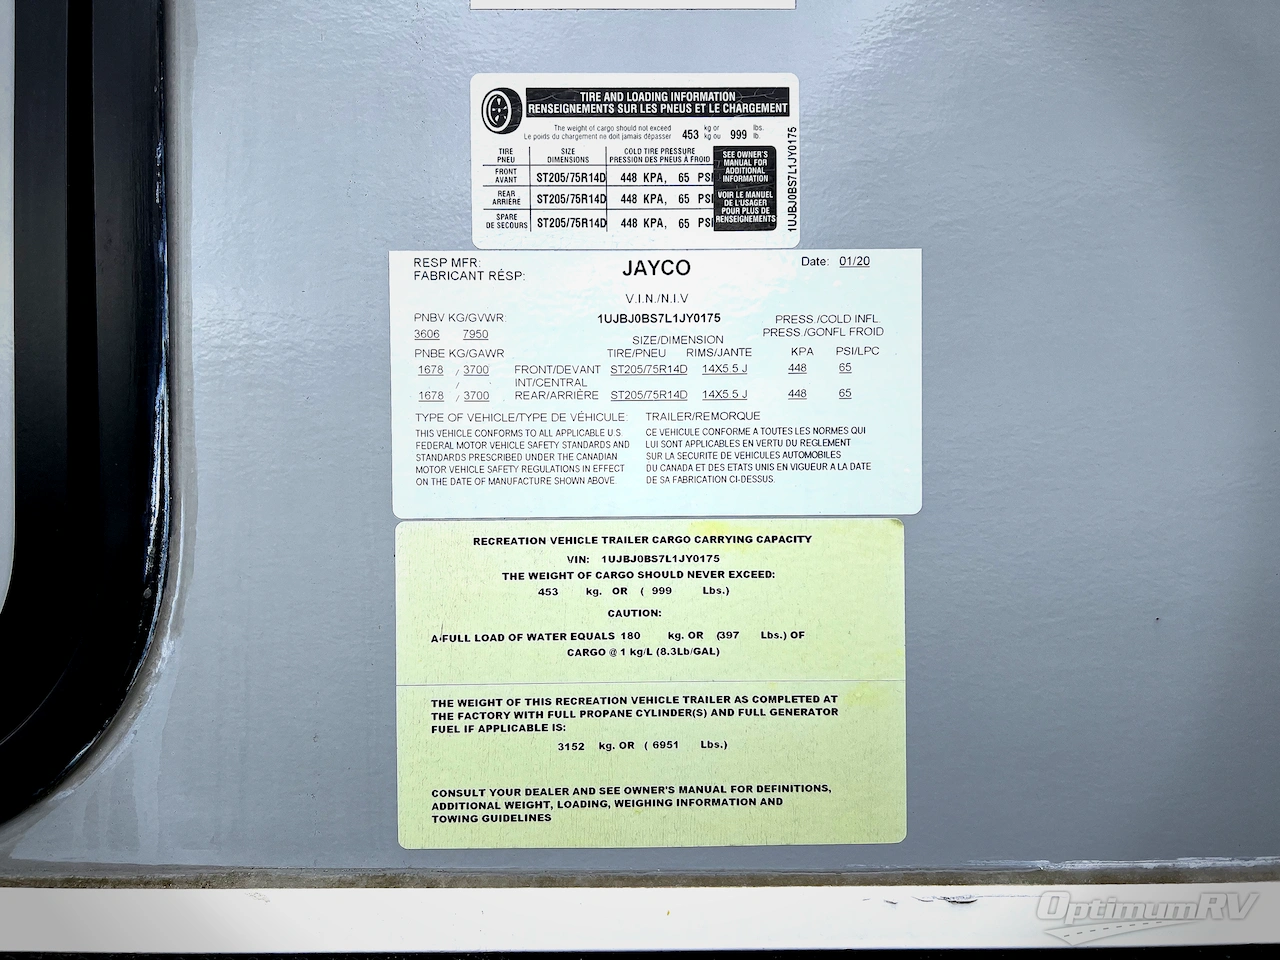 TIRE AND LOADING INFORMATION
RENSEIGNEMENTS SUR LES PNEUS ET LE CHARGEMENT
The weight of cargo should not exceed
Le poids du chargement ne doit jamais dépasser
453 kg or kg ou 999 lbs. lb.
TIRE PNEU SIZE DIMENSIONS COLD TIRE PRESSURE PRESSION DES PNEUS À FROID
FRONT AVANT ST205/75R14D 448 KPA, 65 PSI
REAR ARRIÈRE ST205/75R14D 448 KPA, 65 PSI
SPARE DE SECOURS ST205/75R14D 448 KPA, 65 PSI
SEE OWNER'S
MANUAL FOR
ADDITIONAL
INFORMATION
VOIR LE MANUEL
DE L'USAGER
POUR PLUS DE
RENSEIGNEMENTS
1UJBJ0BS7L1JY0175
RESP MFR:
FABRICANT RÉSP:
JAYCO
Date: 01/20
V.I.N./N.I.V
1UJBJ0BS7L1JY0175
PNBV KG/GVWR:
3606 7950
SIZE/DIMENSION
PRESS /COLD INFL
PRESS /GONFL FROID
PNBE KG/GAWR TIRE/PNEU RIMS/JANTE KPA PSI/LPC
1678 / 3700 FRONT/DEVANT ST205/75R14D 14X5.5 J 448 65
/ INT/CENTRAL
1678 / 3700 REAR/ARRIÈRE ST205/75R14D 14X5.5 J 448 65
TYPE OF VEHICLE/TYPE DE VÉHICULE: TRAILER/REMORQUE
THIS VEHICLE CONFORMS TO ALL APPLICABLE U.S.
FEDERAL MOTOR VEHICLE SAFETY STANDARDS AND
STANDARDS PRESCRIBED UNDER THE CANADIAN
MOTOR VEHICLE SAFETY REGULATIONS IN EFFECT
ON THE DATE OF MANUFACTURE SHOWN ABOVE.
CE VEHICULE CONFORME A TOUTES LES NORMES QUI
LUI SONT APPLICABLES EN VERTU DU REGLEMENT
SUR LA SECURITE DE VEHICULES AUTOMOBILES
DU CANADA ET DES ETATS UNIS EN VIGUEUR A LA DATE
DE SA FABRICATION CI-DESSUS.
RECREATION VEHICLE TRAILER CARGO CARRYING CAPACITY
VIN: 1UJBJ0BS7L1JY0175
THE WEIGHT OF CARGO SHOULD NEVER EXCEED:
453 kg. OR ( 999 Lbs.)
CAUTION:
A FULL LOAD OF WATER EQUALS 180 kg. OR (397 Lbs.) OF
CARGO @ 1 kg/L (8.3Lb/GAL)
THE WEIGHT OF THIS RECREATION VEHICLE TRAILER AS COMPLETED AT
THE FACTORY WITH FULL PROPANE CYLINDER(S) AND FULL GENERATOR
FUEL IF APPLICABLE IS:
3152 kg. OR ( 6951 Lbs.)
CONSULT YOUR DEALER AND SEE OWNER'S MANUAL FOR DEFINITIONS,
ADDITIONAL WEIGHT, LOADING, WEIGHING INFORMATION AND
TOWING GUIDELINES
OptimumRV